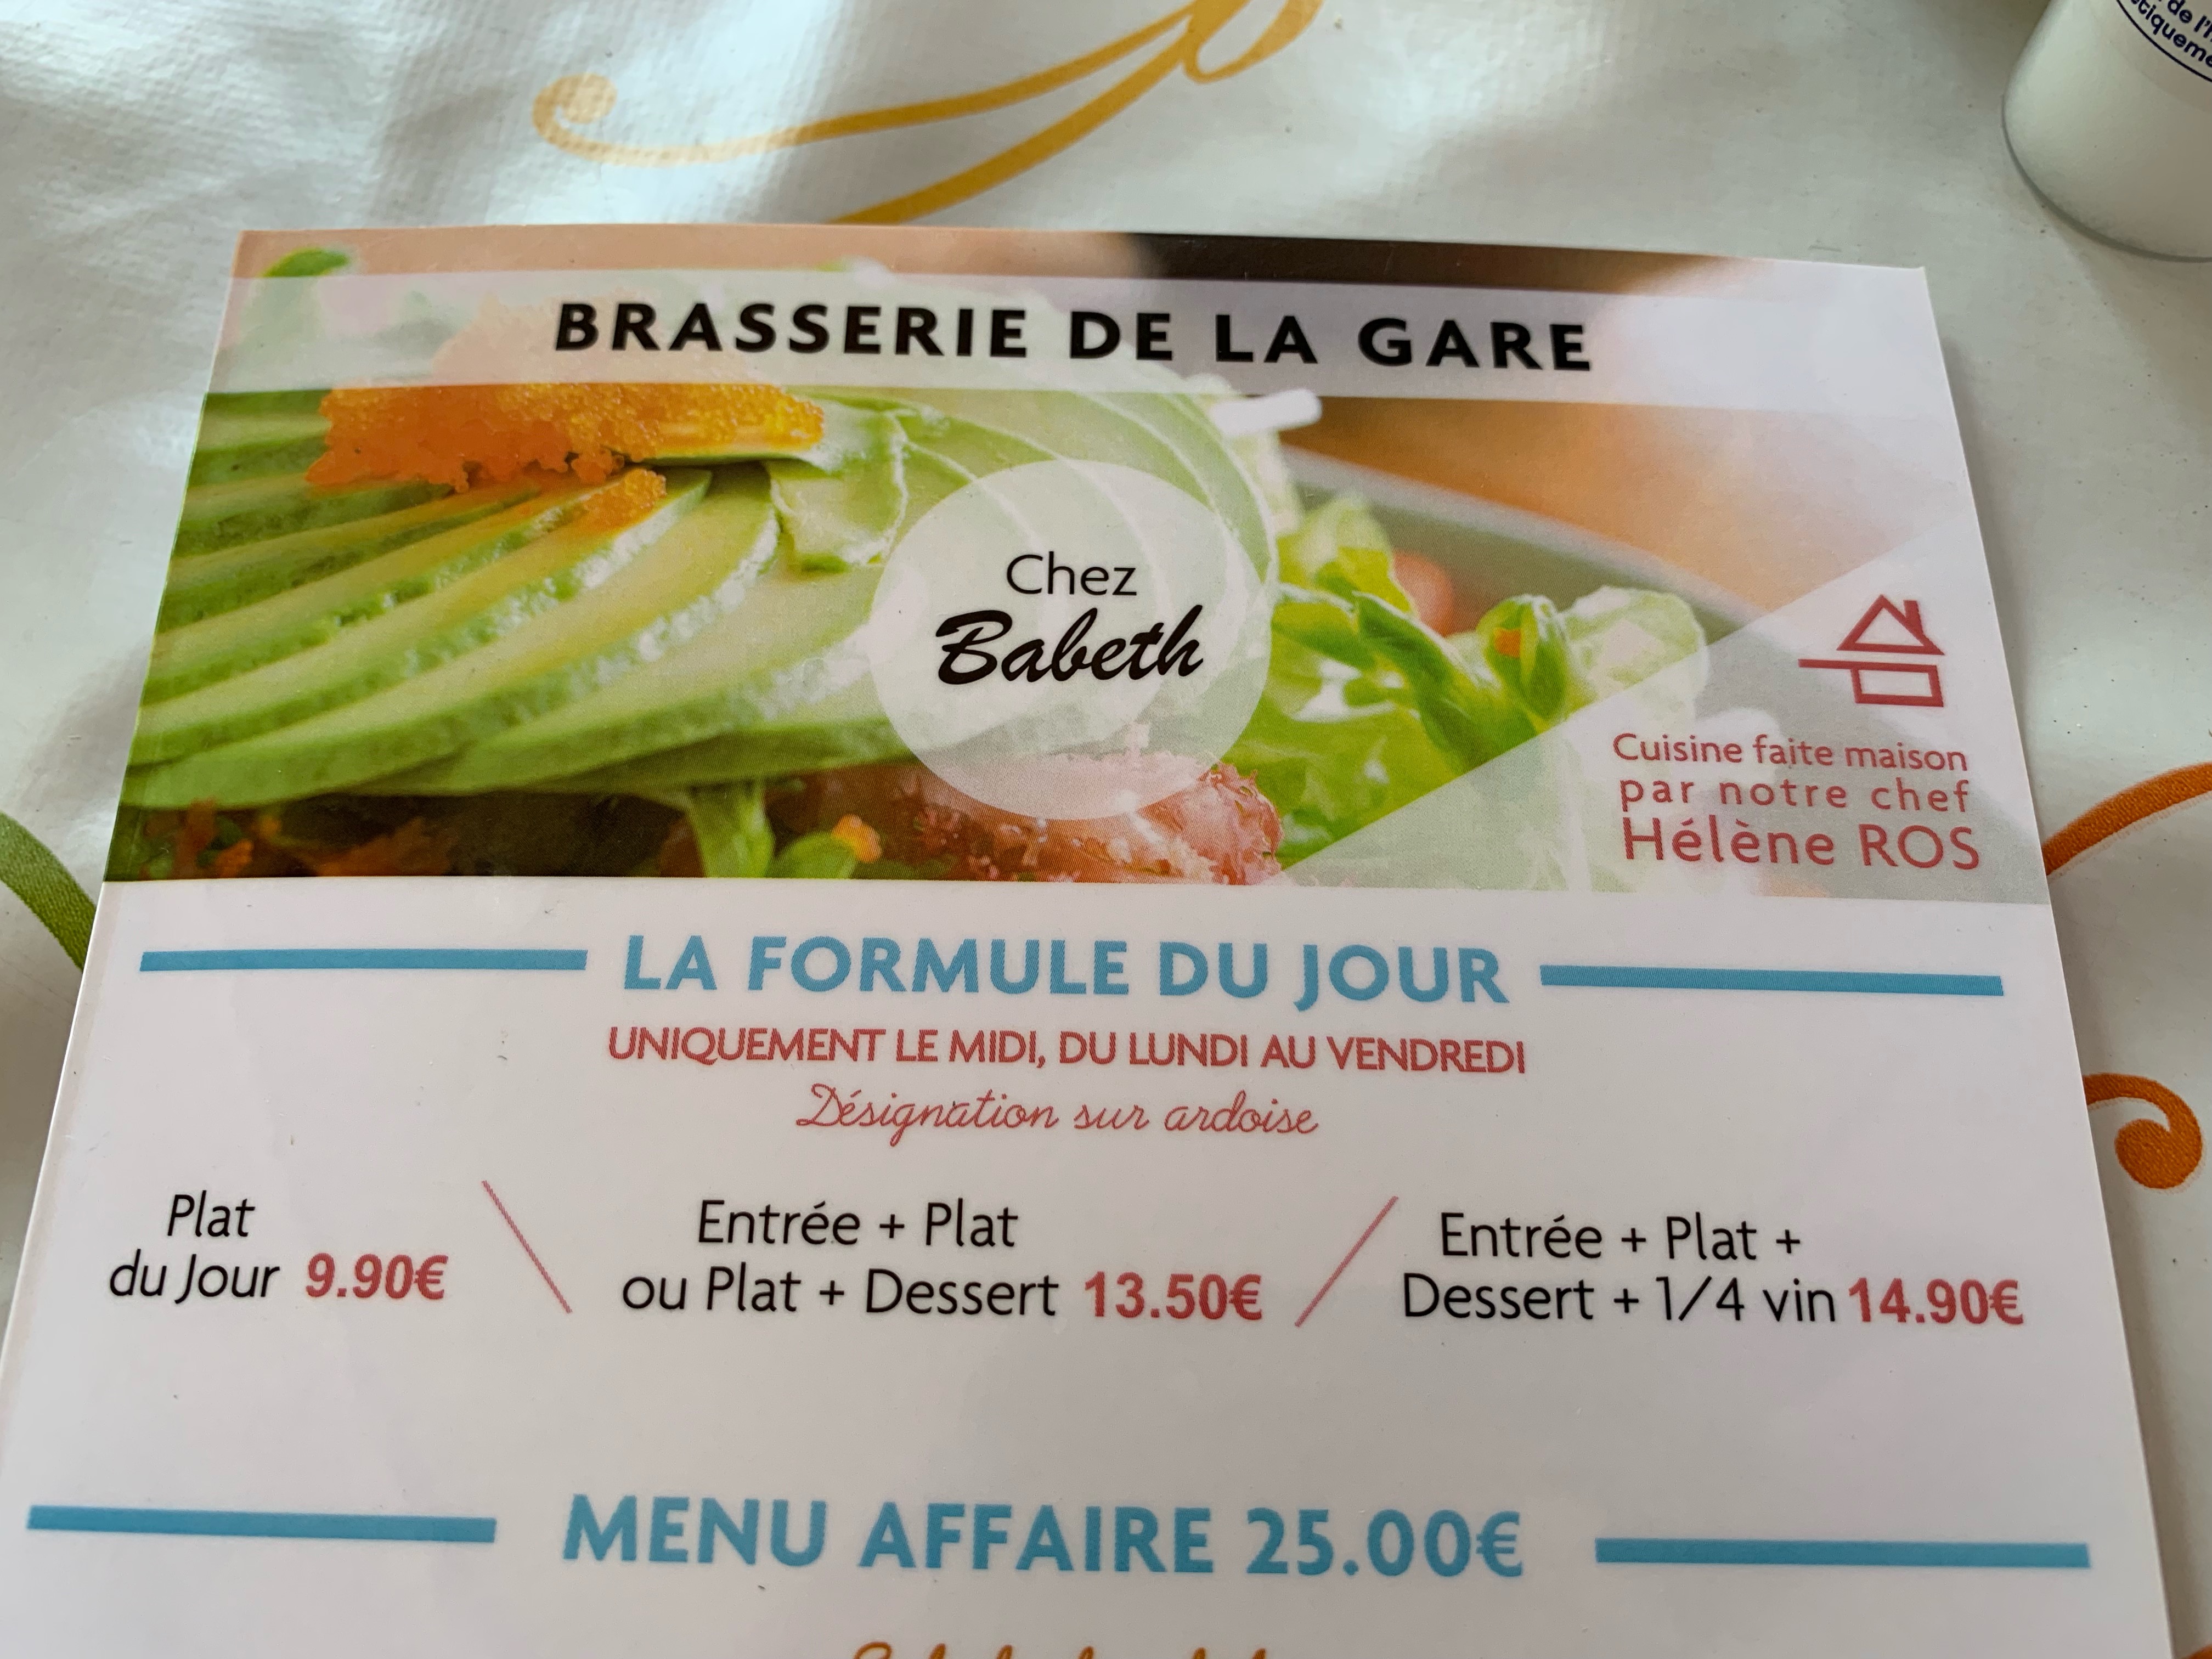 de l'
tiqueme
BRASSERIE DE LA GARE
Chez
Babeth
Cuisine faite maison
par notre chef
Hélène ROS
LA FORMULE DU JOUR
UNIQUEMENT LE MIDI, DU LUNDI AU VENDREDI
Désignation sur ardoise
Plat
du Jour 9.90€
Entrée + Plat
ou Plat + Dessert 13.50€
Entrée + Plat +
Dessert + 1/4 vin 14.90€
MENU AFFAIRE 25.00€